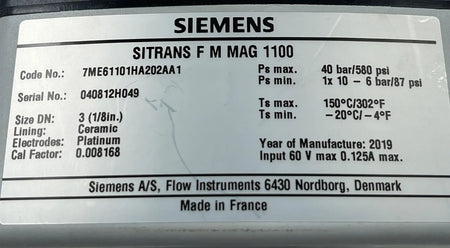 SIEMENS
SITRANS F M MAG 1100
Code No.: 7ME61101HA202AA1 Ps max. 40 bar/580 psi
Ps min. 1x 10 - 6 bar/87 psi
Serial No.: 040812H049
Ts max. 150°C/302°F
Size DN: 3 (1/8in.) Ts min. -20°C/-4°F
Lining: Ceramic
Electrodes: Platinum Year of Manufacture: 2019
Cal Factor: 0.008168 Input 60 V max 0.125A max.
Siemens A/S, Flow Instruments 6430 Nordborg, Denmark
Made in France